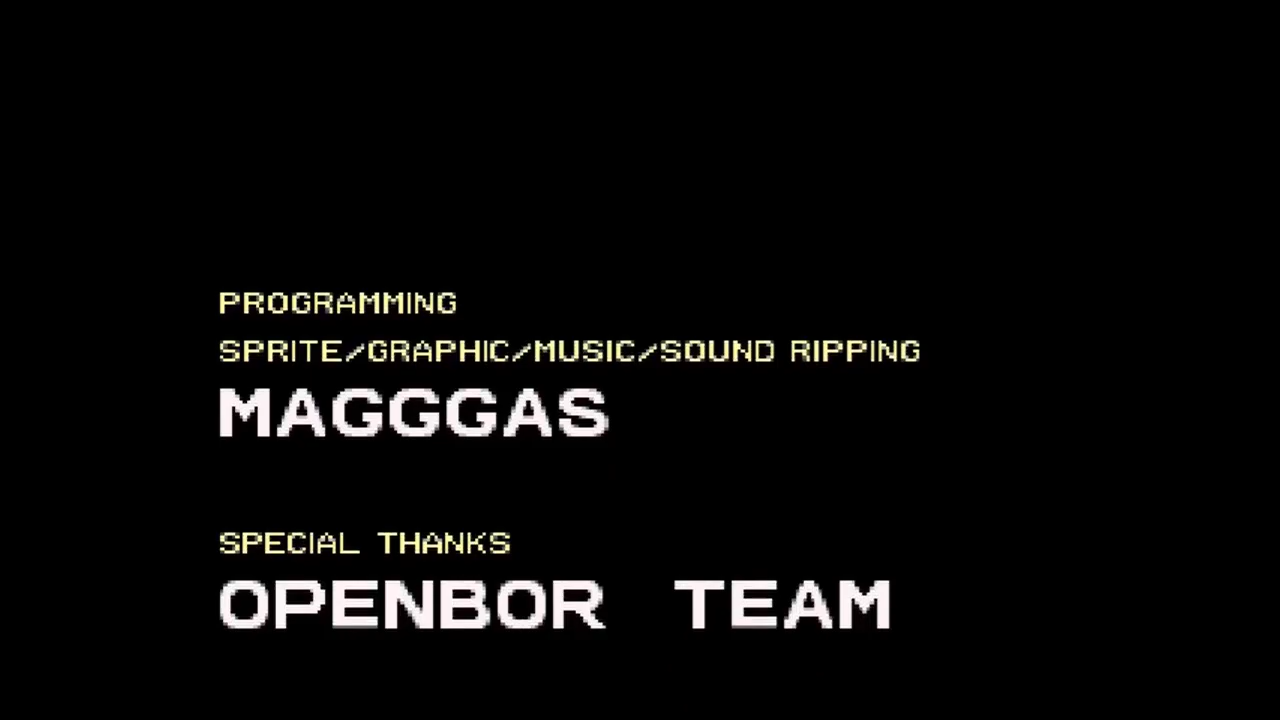 PROGRAMMING
SPRITE/GRAPHIC/MUSIC/SOUND RIPPING
MAGGGAS
SPECIAL THANKS
OPENBOR TEAM